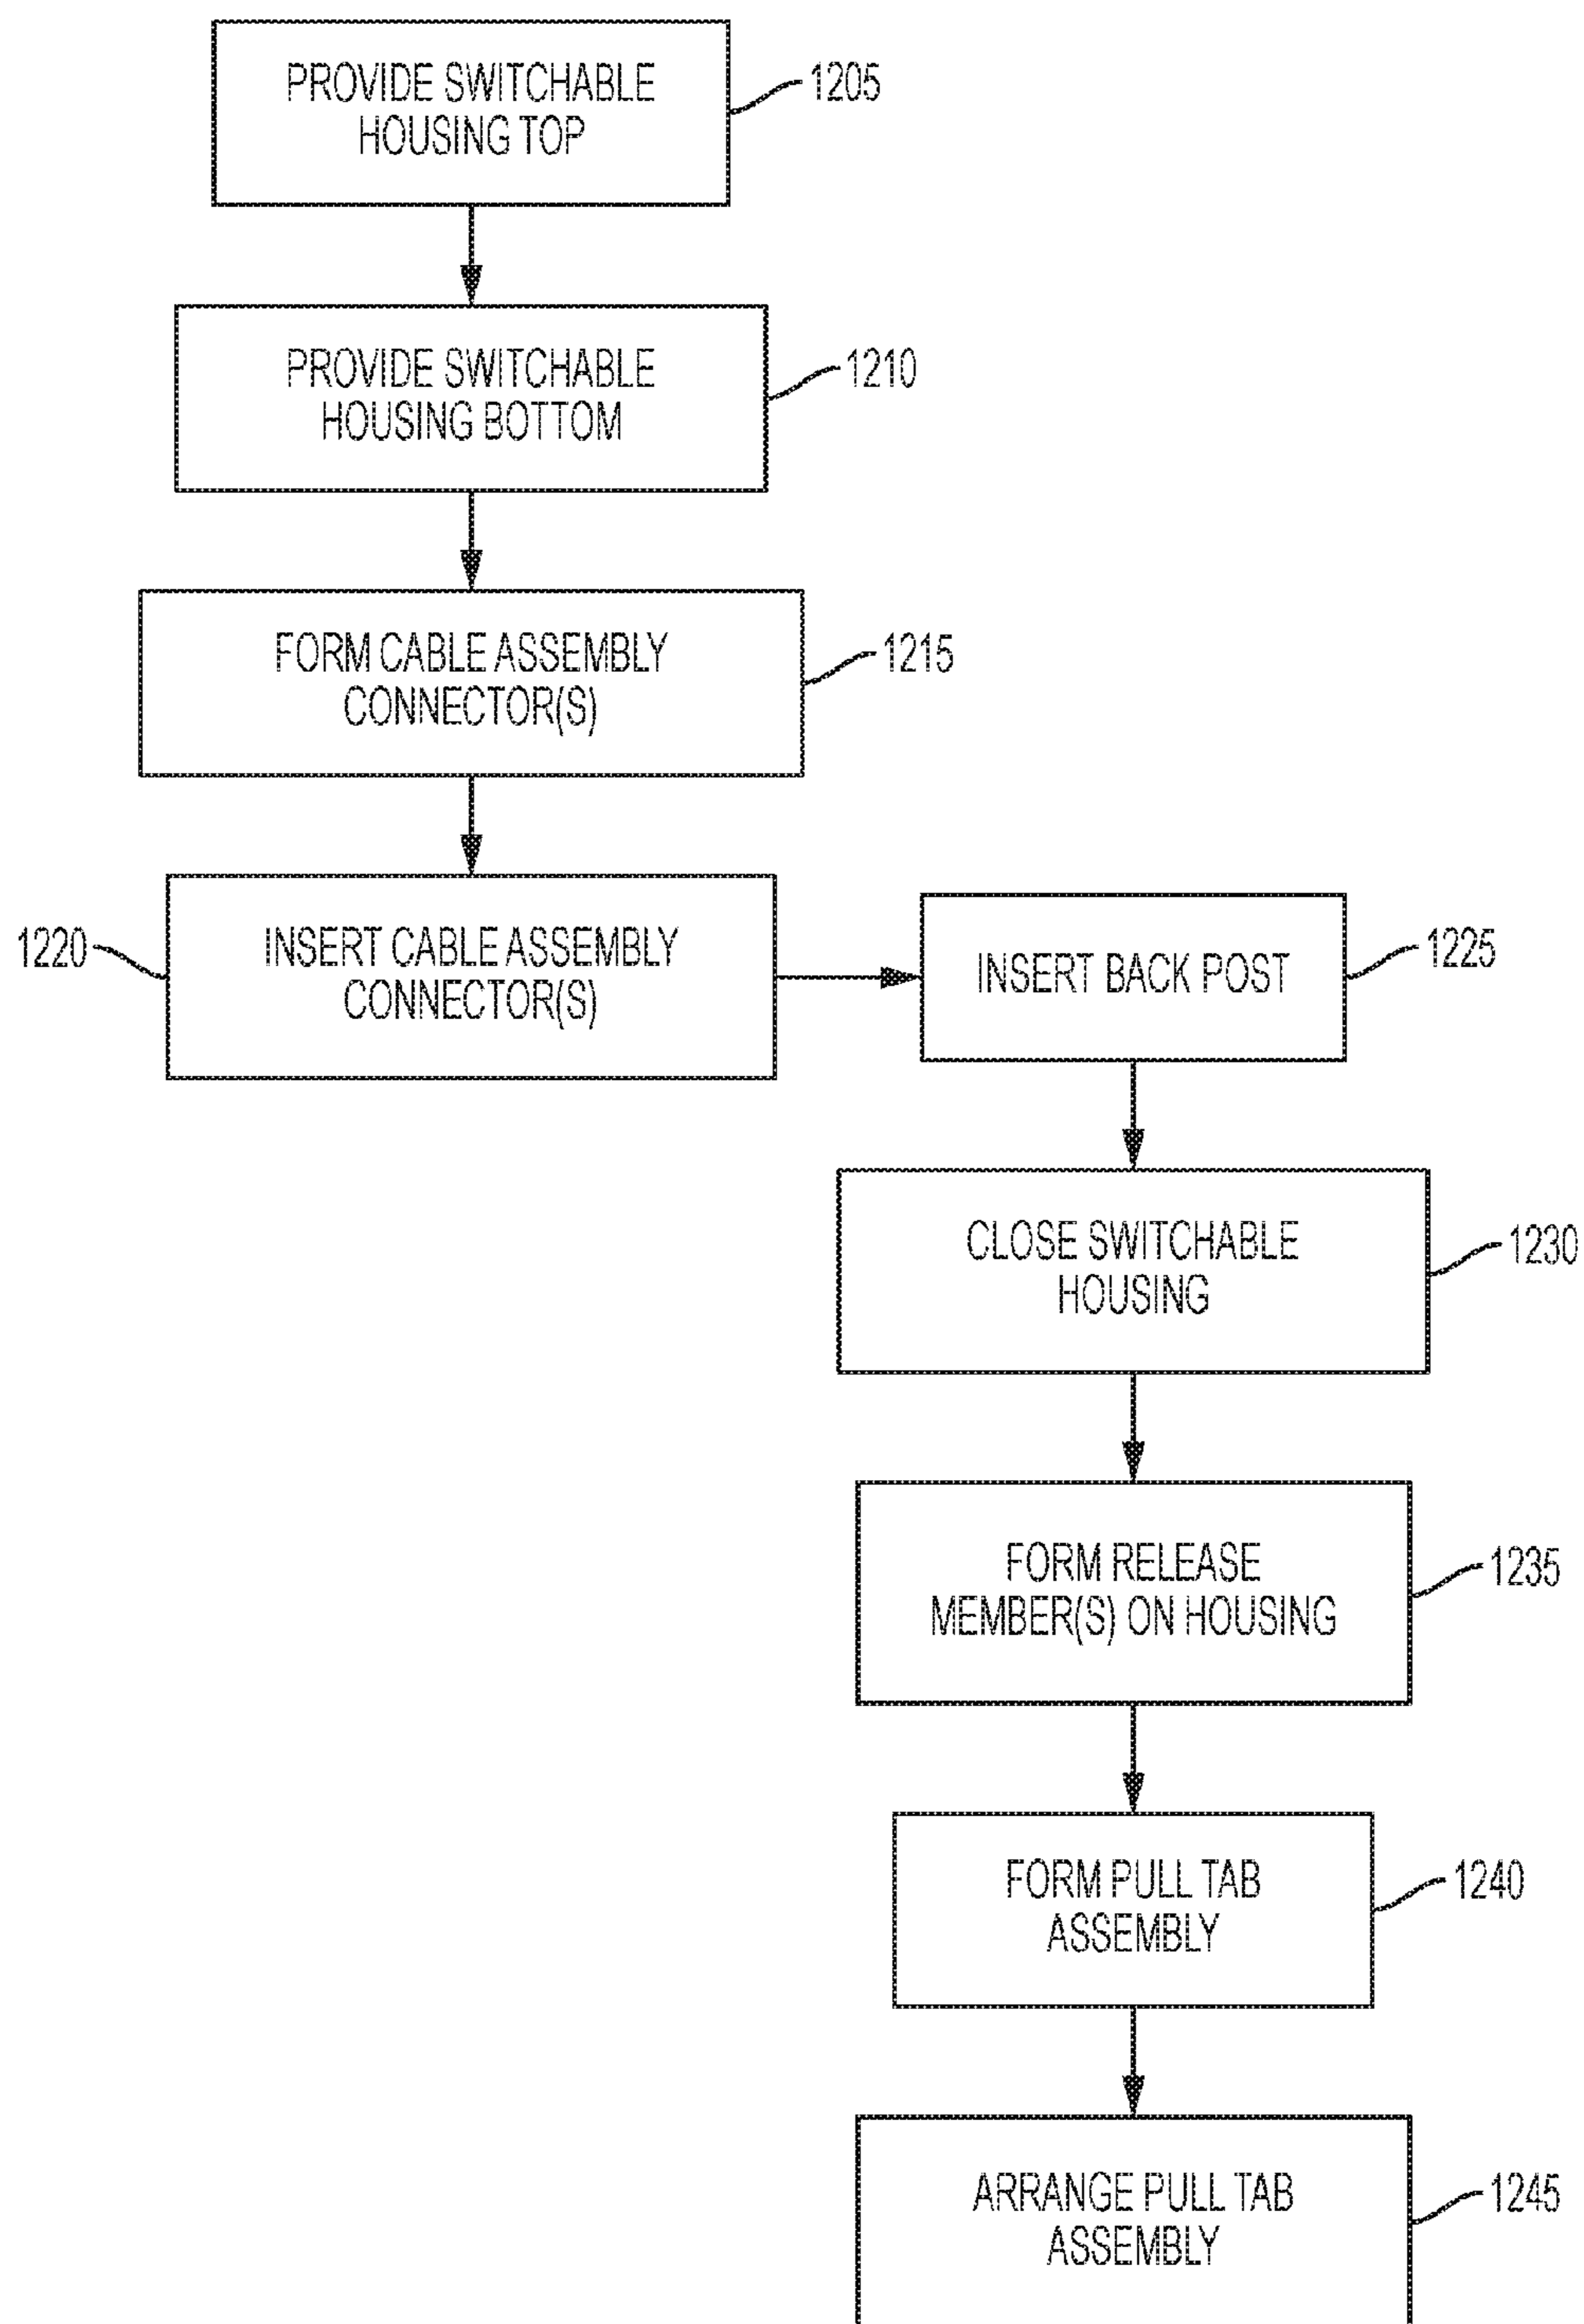 PROVIDE SWITCHABLE
HOUSING TOP
1205
PROVIDE SWITCHABLE
HOUSING BOTTOM
1210
FORM CABLE ASSEMBLY
CONNECTOR(S)
1215
1220
INSERT CABLE ASSEMBLY
CONNECTOR(S)
INSERT BACK POST
1225
CLOSE SWITCHABLE
HOUSING
1230
FORM RELEASE
MEMBER(S) ON HOUSING
1235
FORM PULL TAB
ASSEMBLY
1240
ARRANGE PULL TAB
ASSEMBLY
1245